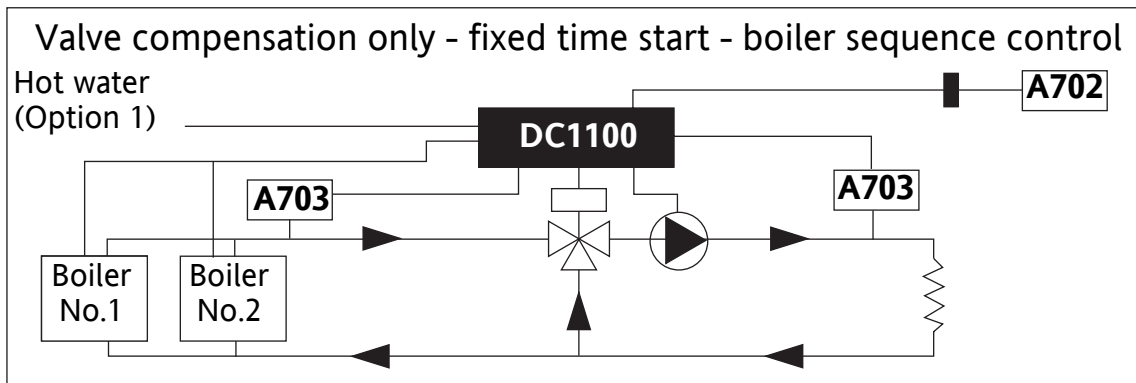 Valve compensation only - fixed time start - boiler sequence control
Hot water
(Option 1)
A702
DC1100
A703
A703
Boiler
No.1
Boiler
No.2